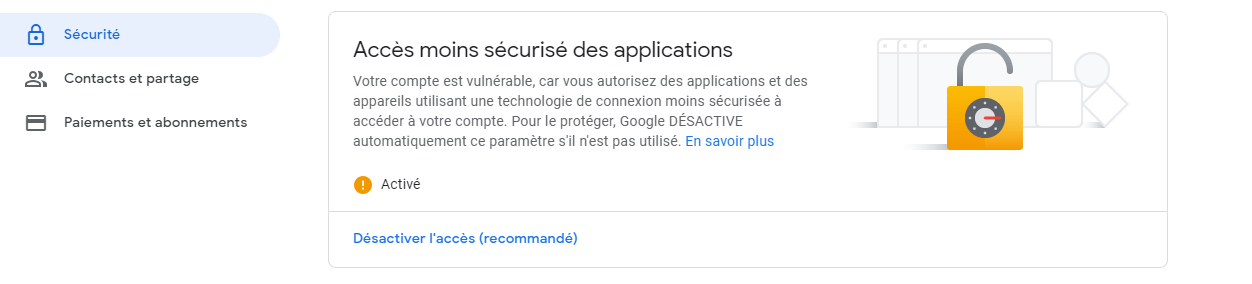 Sécurité
Contacts et partage
Paiements et abonnements
Accès moins sécurisé des applications
Votre compte est vulnérable, car vous autorisez des applications et des
appareils utilisant une technologie de connexion moins sécurisée à
accéder à votre compte. Pour le protéger, Google DÉSACTIVE
automatiquement ce paramètre s'il n'est pas utilisé. En savoir plus
Activé
Désactiver l'accès (recommandé)